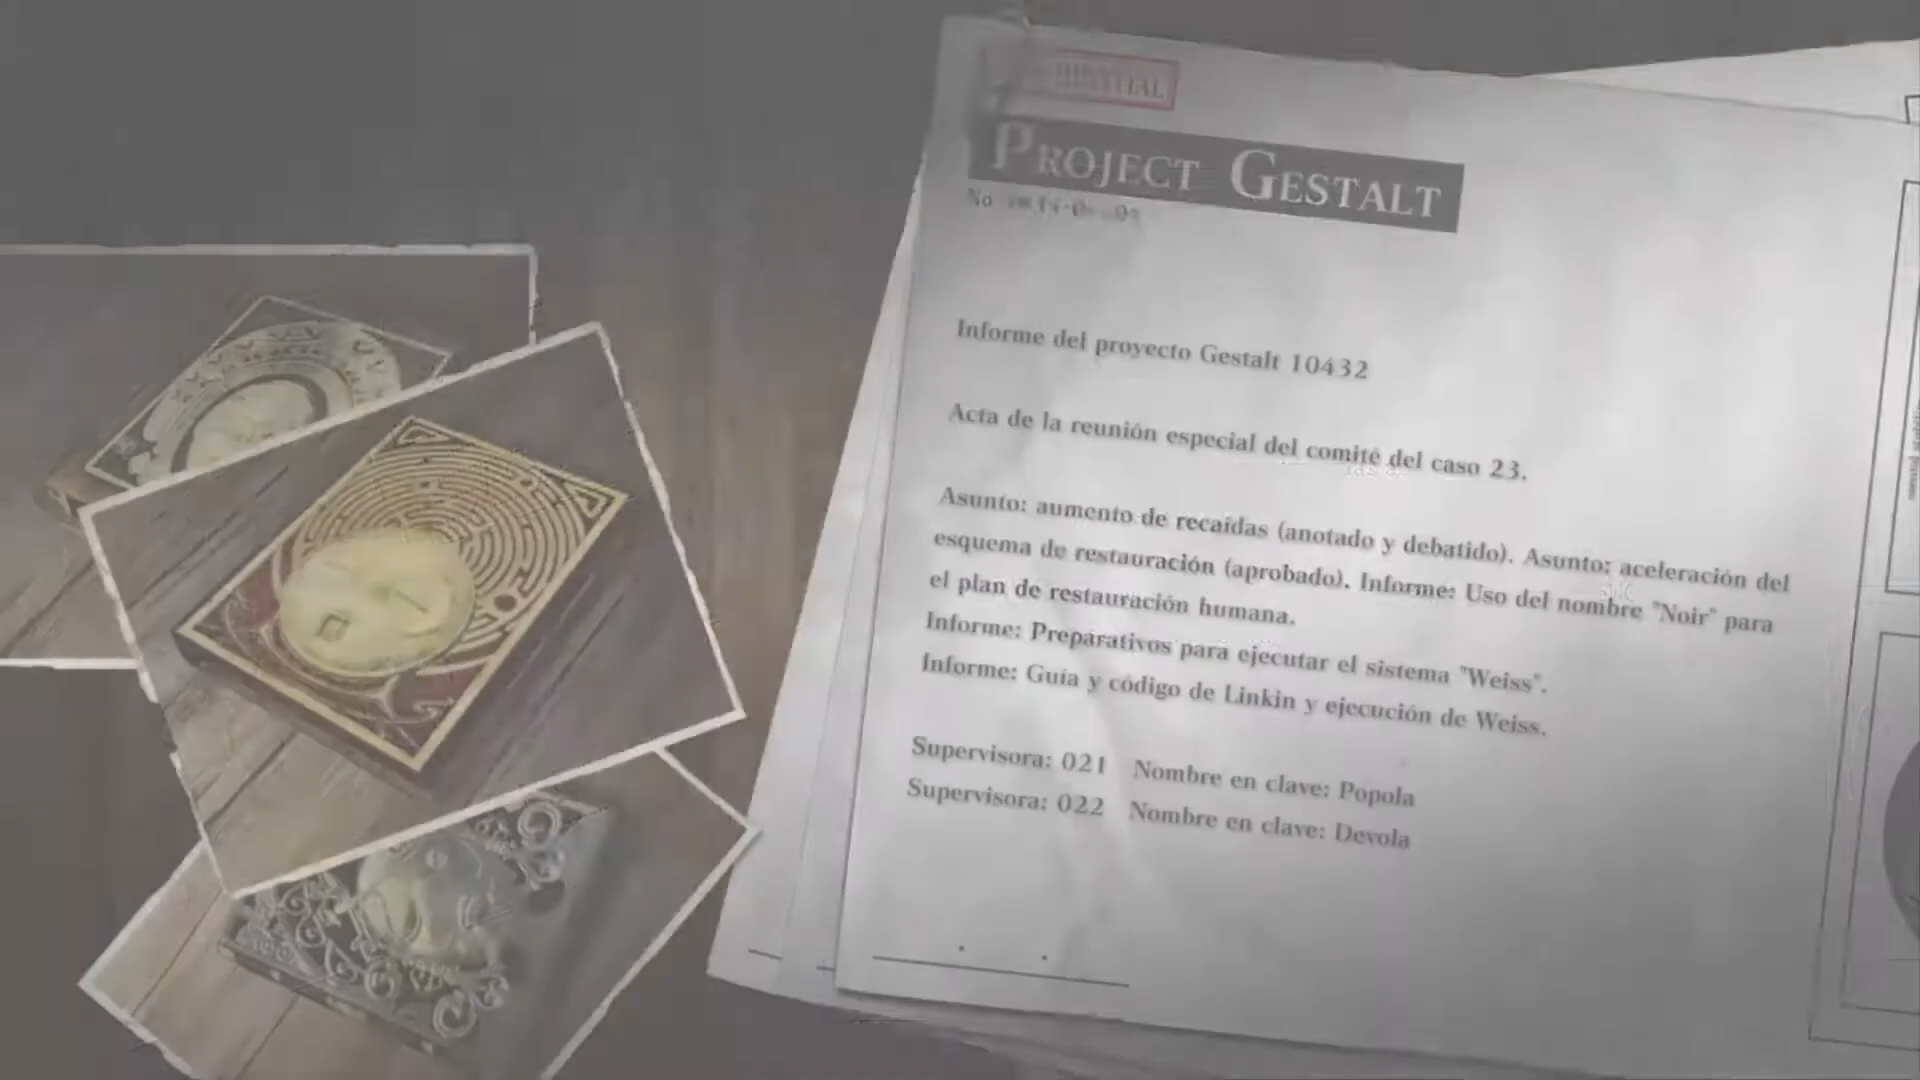 PROJECT GESTALT
No
Informe del proyecto Gestalt 10432
Acta de la reunión especial del comité del caso 23.
Asunto: aumento de recaídas (anotado y debatido). Asunto: aceleración del
esquema de restauración (aprobado). Informe: Uso del nombre "Noir" para
el plan de restauración humana.
Informe: Preparativos para ejecutar el sistema "Weiss".
Informe: Guía y código de Linkin y ejecución de Weiss.
Supervisora: 021 Nombre en clave: Popola
Supervisora: 022 Nombre en clave: Devola